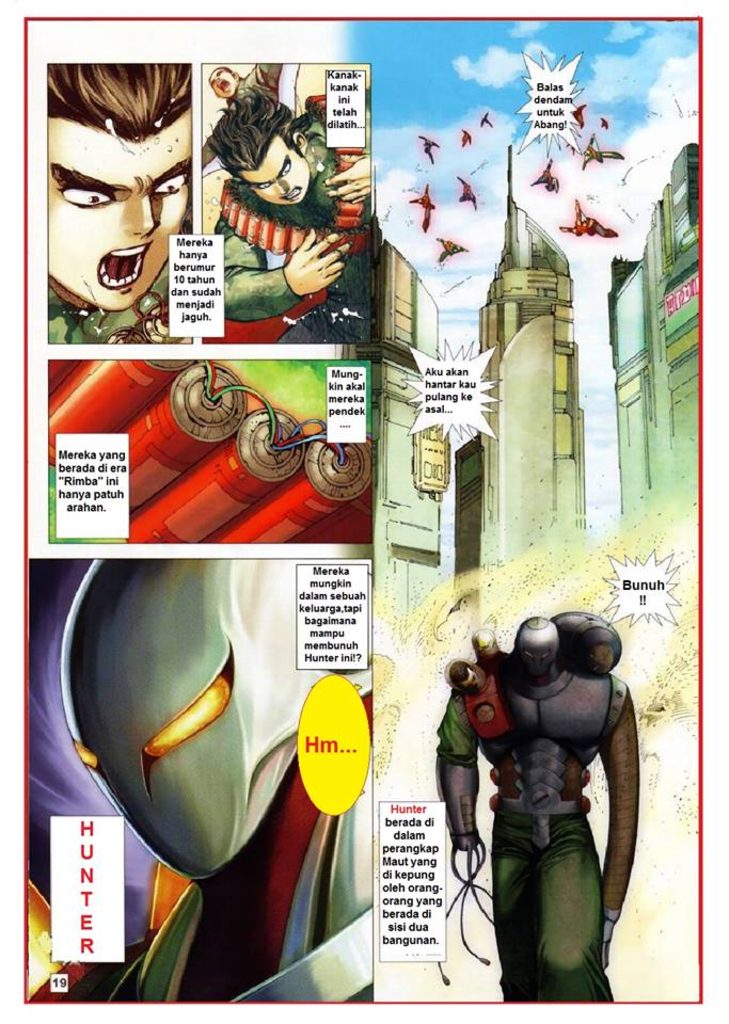 Kanak-
kanak
ini
telah
dilatih...
Mereka
hanya
berumur
10 tahun
dan sudah
menjadi
jaguh.
Mung-
kin akal
mereka
pendek
....
Mereka yang
berada di era
"Rimba" ini
hanya patuh
arahan.
Mereka
mungkin
dalam sebuah
keluarga,tapi
bagaimana
mampu
membunuh
Hunter ini!?
Hm...
H
U
N
T
E
R
19
Balas
dendam
untuk
Abang!
Aku akan
hantar kau
pulang ke
asal...
Bunuh
!!
Hunter
berada di
dalam
perangkap
Maut yang
di kepung
oleh orang-
orang yang
berada di
sisi dua
bangunan.